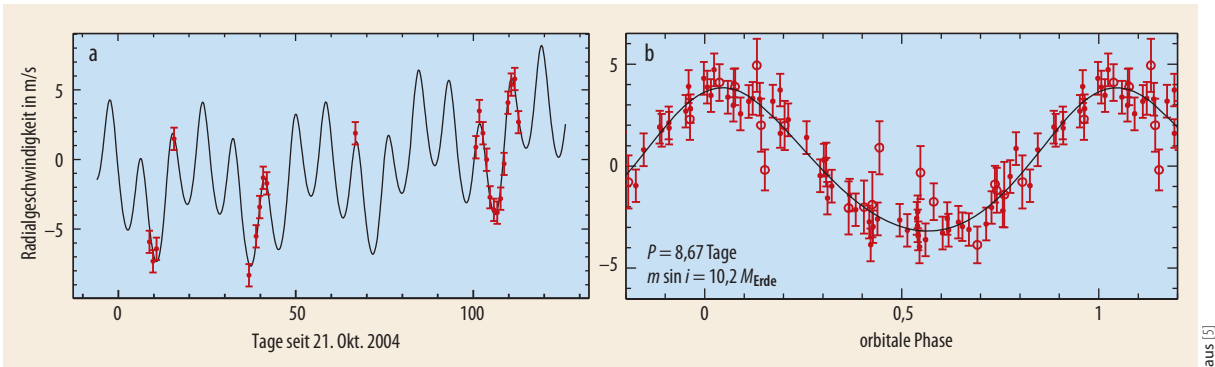 a
Radialgeschwindigkeit in m/s
5
0
−5
0
50
100
Tage seit 21. Okt. 2004
b
5
0
−5
P = 8,67 Tage
m sin i = 10,2 M_Erde
0
0,5
1
orbitale Phase
aus [5]